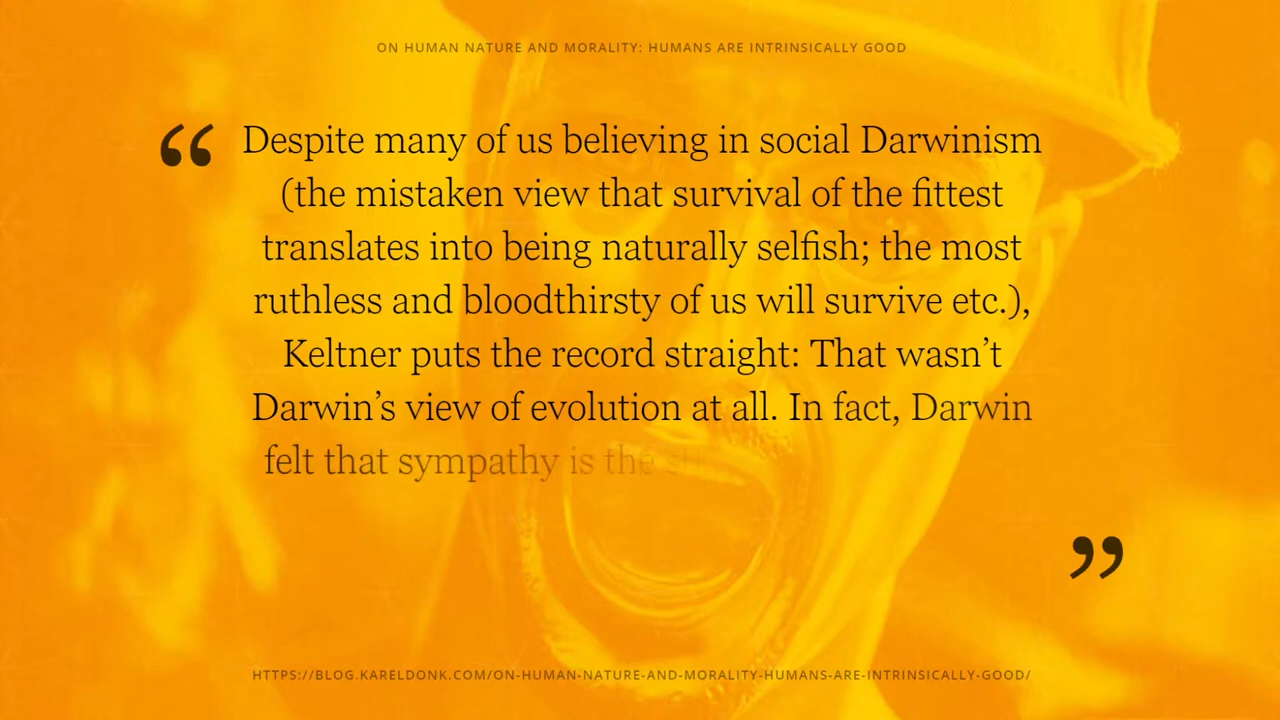 ON HUMAN NATURE AND MORALITY: HUMANS ARE INTRINSICALLY GOOD
“ Despite many of us believing in social Darwinism
(the mistaken view that survival of the fittest
translates into being naturally selfish; the most
ruthless and bloodthirsty of us will survive etc.),
Keltner puts the record straight: That wasn’t
Darwin’s view of evolution at all. In fact, Darwin
felt that sympathy is the
”
HTTPS://BLOG.KARELDONK.COM/ON-HUMAN-NATURE-AND-MORALITY-HUMANS-ARE-INTRINSICALLY-GOOD/